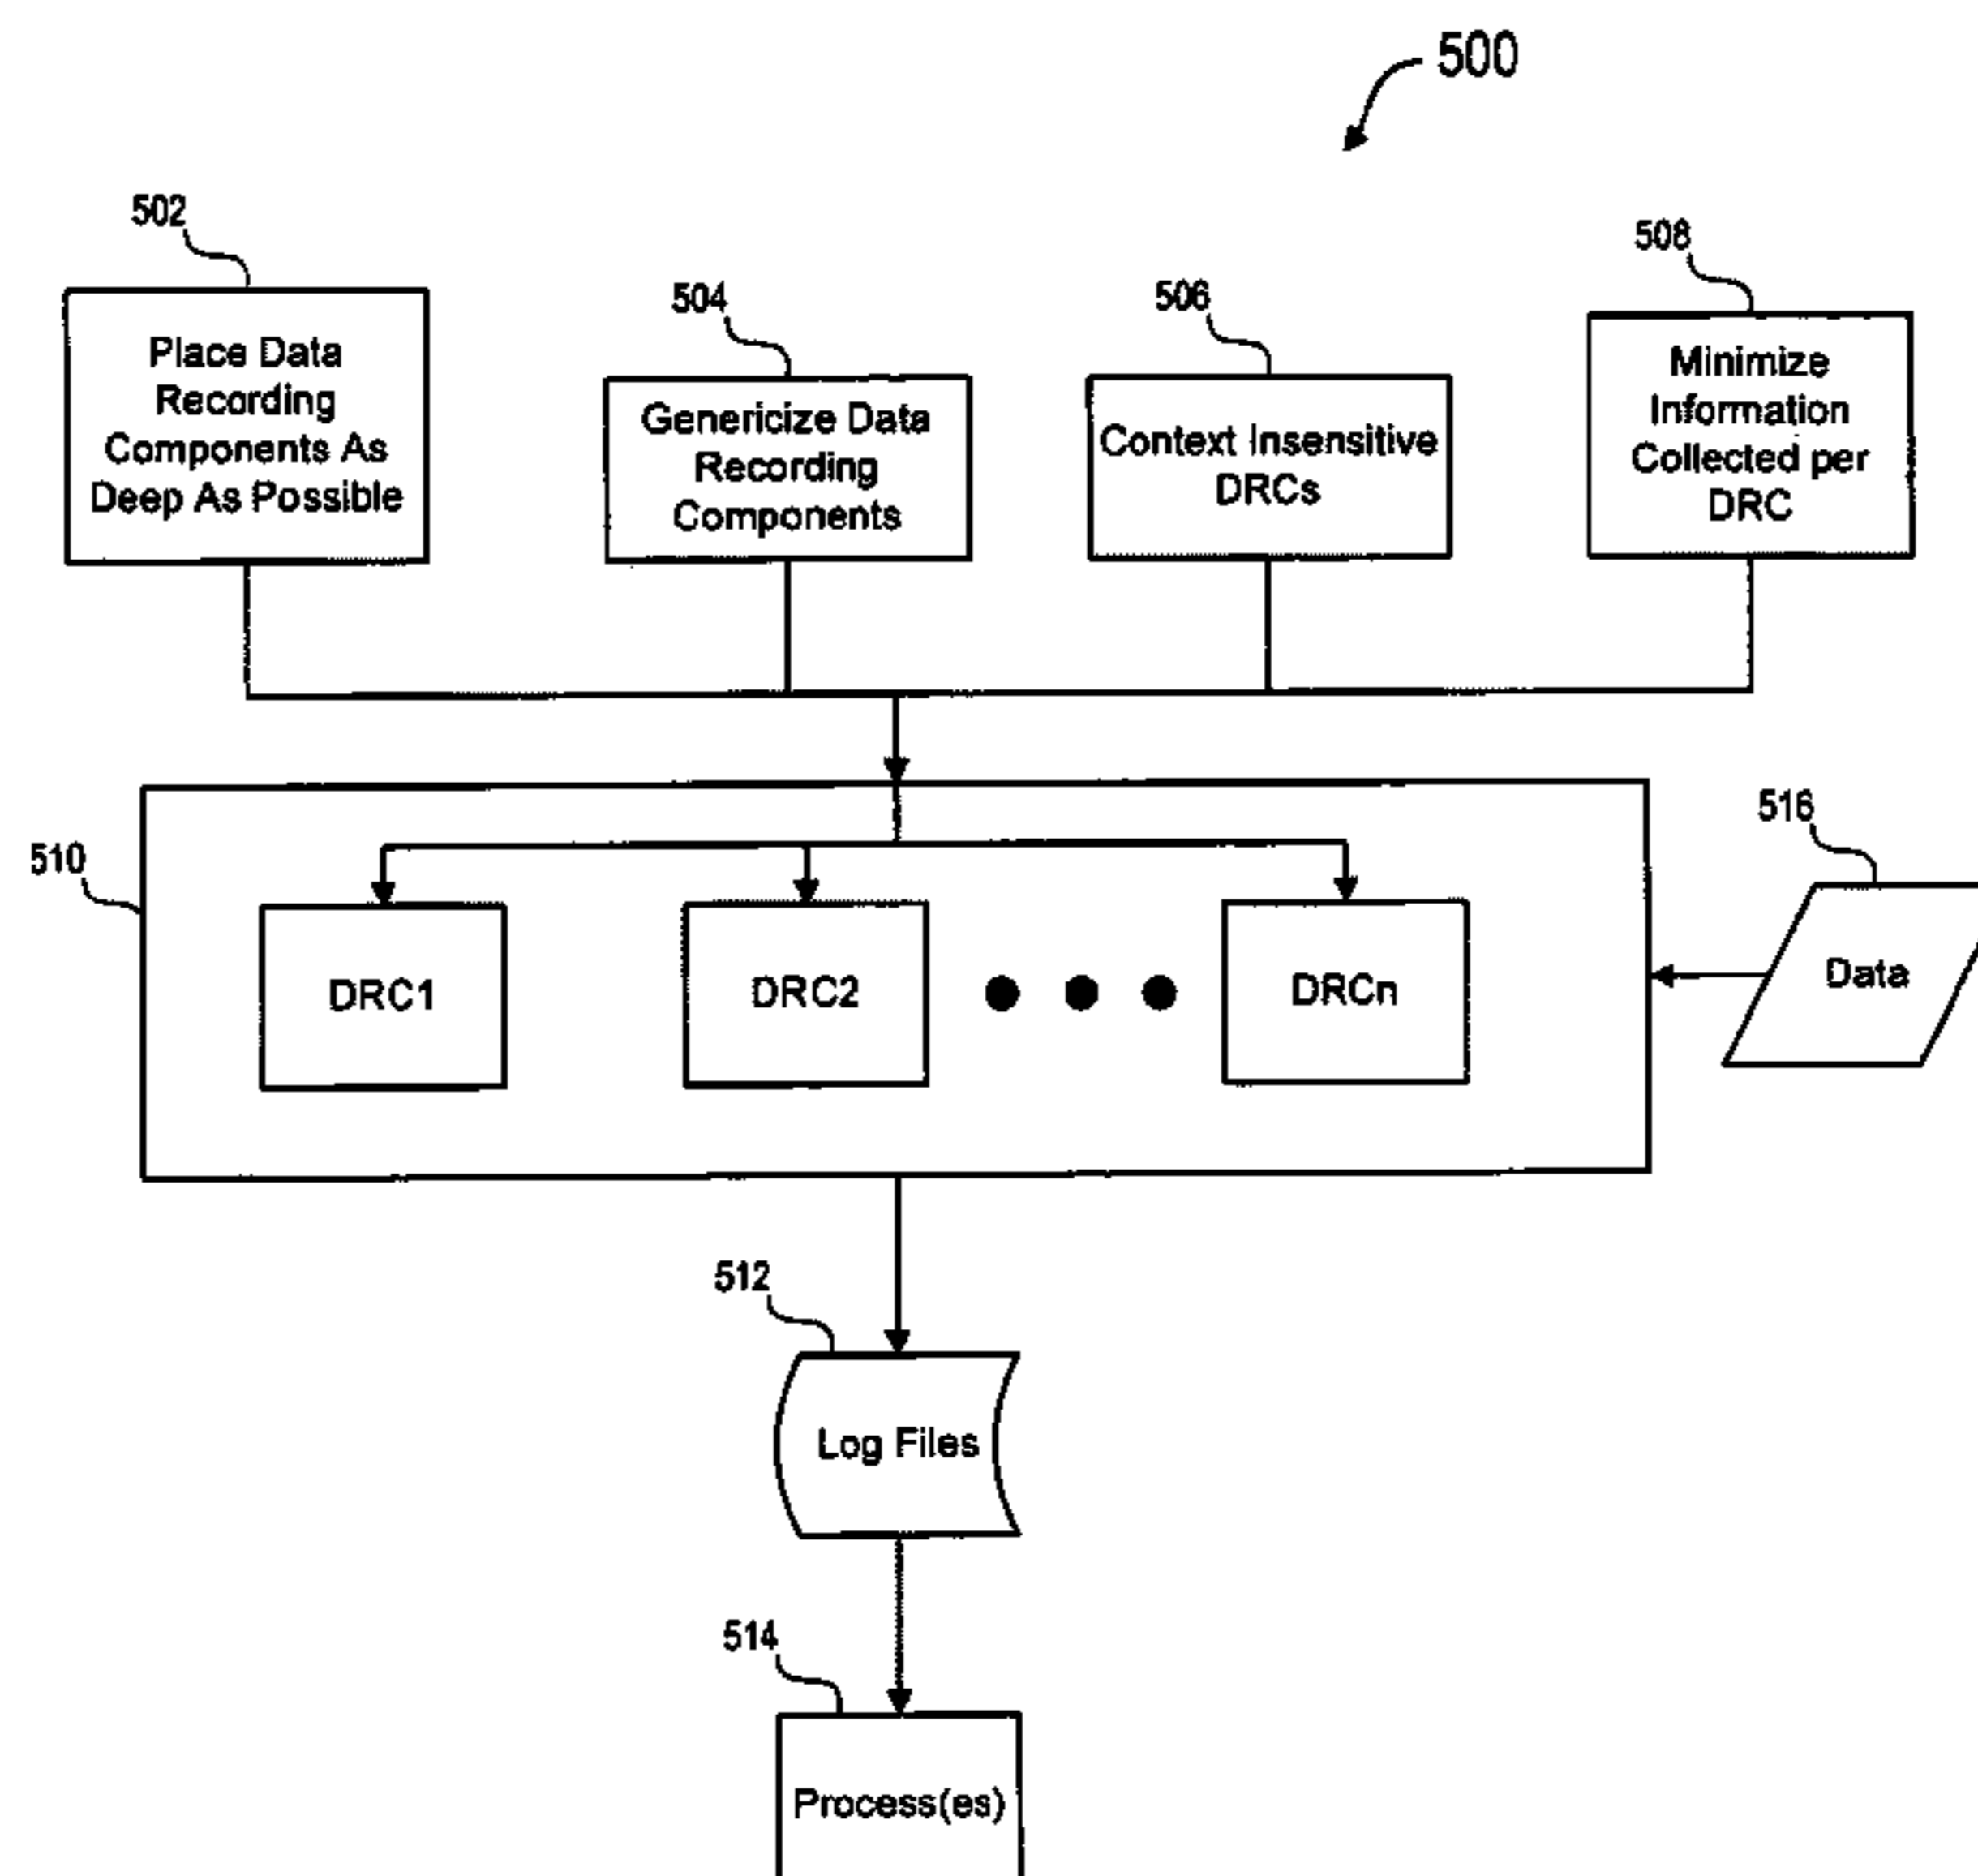 500
502
Place Data
Recording
Components As
Deep As Possible
504
Genericize Data
Recording
Components
506
Context Insensitive
DRCs
508
Minimize
Information
Collected per
DRC
510
DRC1
DRC2
DRCn
516
Data
512
Log Files
514
Process(es)